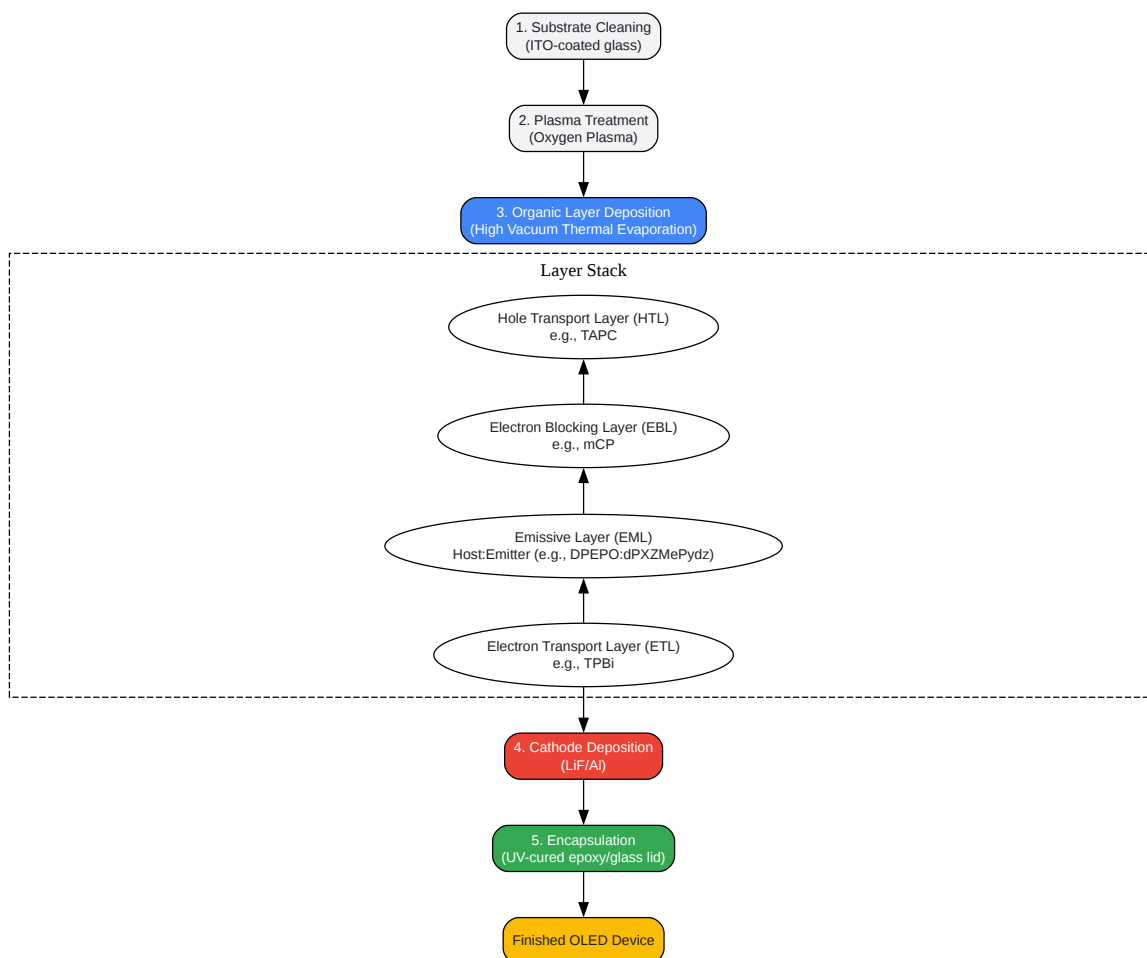 1. Substrate Cleaning
(ITO-coated glass)
2. Plasma Treatment
(Oxygen Plasma)
3. Organic Layer Deposition
(High Vacuum Thermal Evaporation)
Layer Stack
Hole Transport Layer (HTL)
e.g., TAPC
Electron Blocking Layer (EBL)
e.g., mCP
Emissive Layer (EML)
Host:Emitter (e.g., DPEPO:dPXZMePydz)
Electron Transport Layer (ETL)
e.g., TPBi
4. Cathode Deposition
(LiF/Al)
5. Encapsulation
(UV-cured epoxy/glass lid)
Finished OLED Device